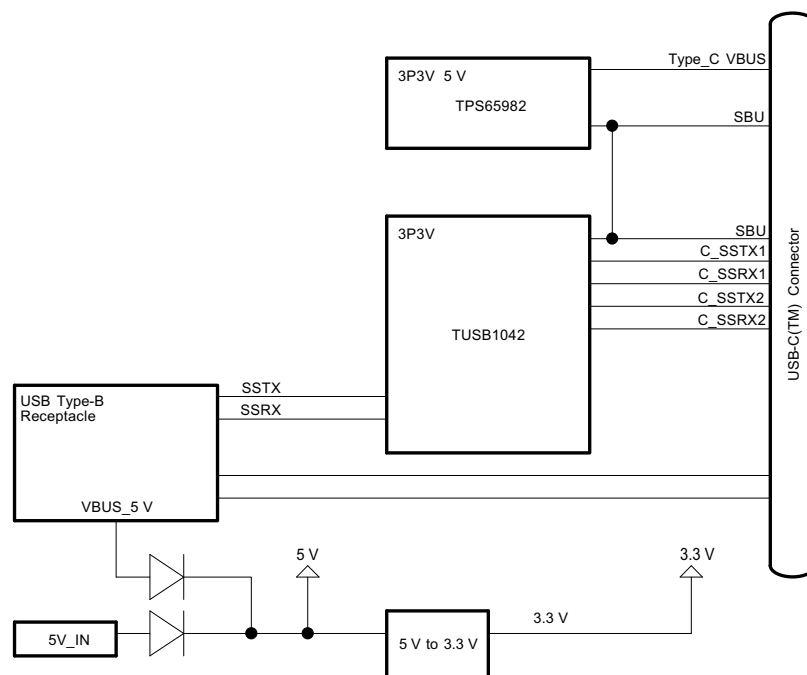 Type_C VBUS
3P3V 5 V
TPS65982
SBU
3P3V
SBU
C_SSTX1
C_SSRX1
C_SSTX2
C_SSRX2
TUSB1042
USB-C(TM) Connector
SSTX
SSRX
USB Type-B
Receptacle
VBUS_5 V
5 V
3.3 V
5V_IN
5 V to 3.3 V
3.3 V